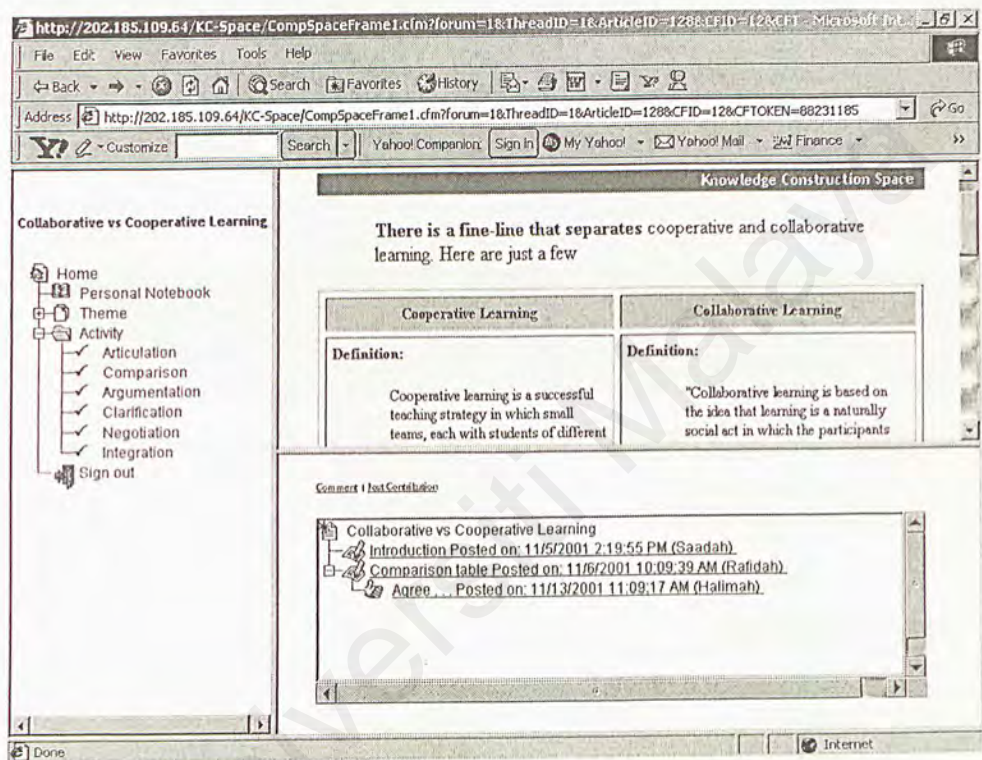 http://202.185.109.64/KC-Space/CompSpaceFrame1.cfm?forum=1&ThreadID=1&ArticleID=128&CFID=12&CFT - Microsoft Int...
File Edit View Favorites Tools Help
Back Search Favorites History
Address http://202.185.109.64/KC-Space/CompSpaceFrame1.cfm?forum=1&ThreadID=1&ArticleID=128&CFID=12&CFTOKEN=88231185 Go
Y! Customize Search Yahoo! Companion: Sign In My Yahoo! Yahoo! Mail Finance »
Knowledge Construction Space
Collaborative vs Cooperative Learning
Home
Personal Notebook
Theme
Activity
Articulation
Comparison
Argumentation
Clarification
Negotiation
Integration
Sign out
There is a fine-line that separates cooperative and collaborative
learning. Here are just a few
Cooperative Learning
Definition:
Cooperative learning is a successful
teaching strategy in which small
teams, each with students of different
Collaborative Learning
Definition:
"Collaborative learning is based on
the idea that learning is a naturally
social act in which the participants
Comment | Post Contribution
Collaborative vs Cooperative Learning
Introduction Posted on: 11/5/2001 2:19:55 PM (Saadah)
Comparison table Posted on: 11/6/2001 10:09:39 AM (Rafidah)
Agree . . . Posted on: 11/13/2001 11:09:17 AM (Halimah)
Done Internet
Universiti Malaya